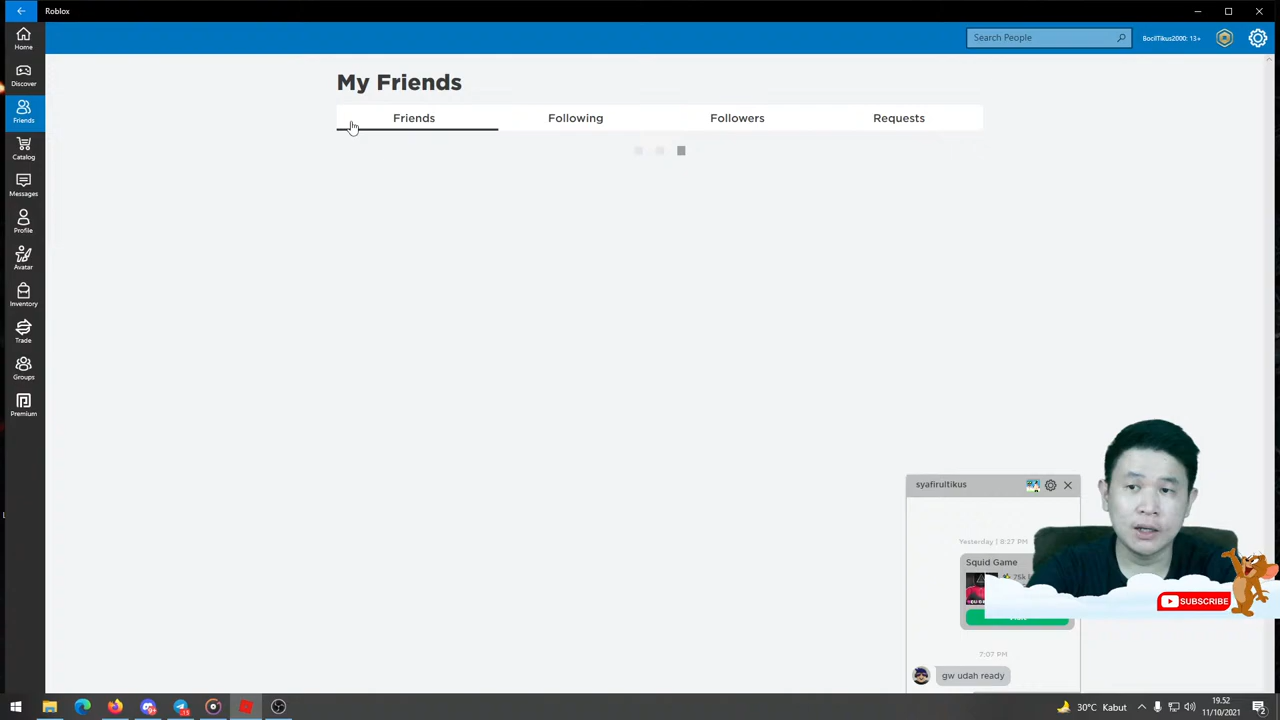 Roblox
Home
Discover
Friends
Catalog
Messages
Profile
Avatar
Inventory
Trade
Groups
Premium
Search People
BocilTikus2000: 13+
My Friends
Friends Following Followers Requests
syafirultikus
Yesterday | 8:27 PM
Squid Game
75k
7:07 PM
gw udah ready
SUBSCRIBE
30°C Kabut
19.52
11/10/2021